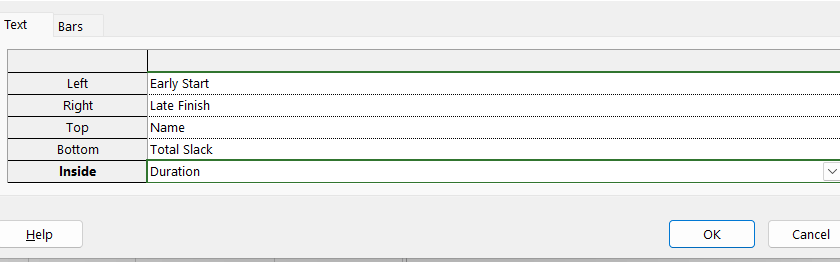 Text Bars
Left Early Start
Right Late Finish
Top Name
Bottom Total Slack
Inside Duration
Help OK Cancel